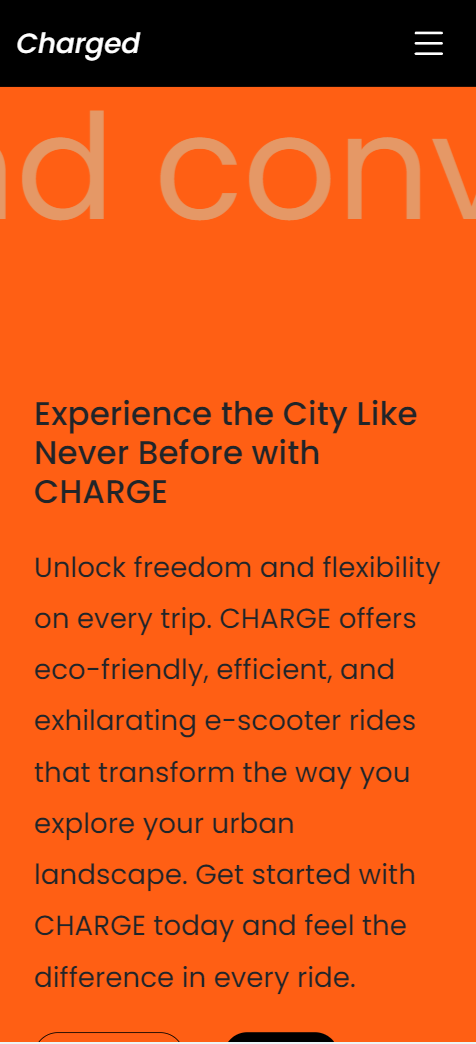 Charged
nd conv
Experience the City Like
Never Before with
CHARGE
Unlock freedom and flexibility
on every trip. CHARGE offers
eco-friendly, efficient, and
exhilarating e-scooter rides
that transform the way you
explore your urban
landscape. Get started with
CHARGE today and feel the
difference in every ride.